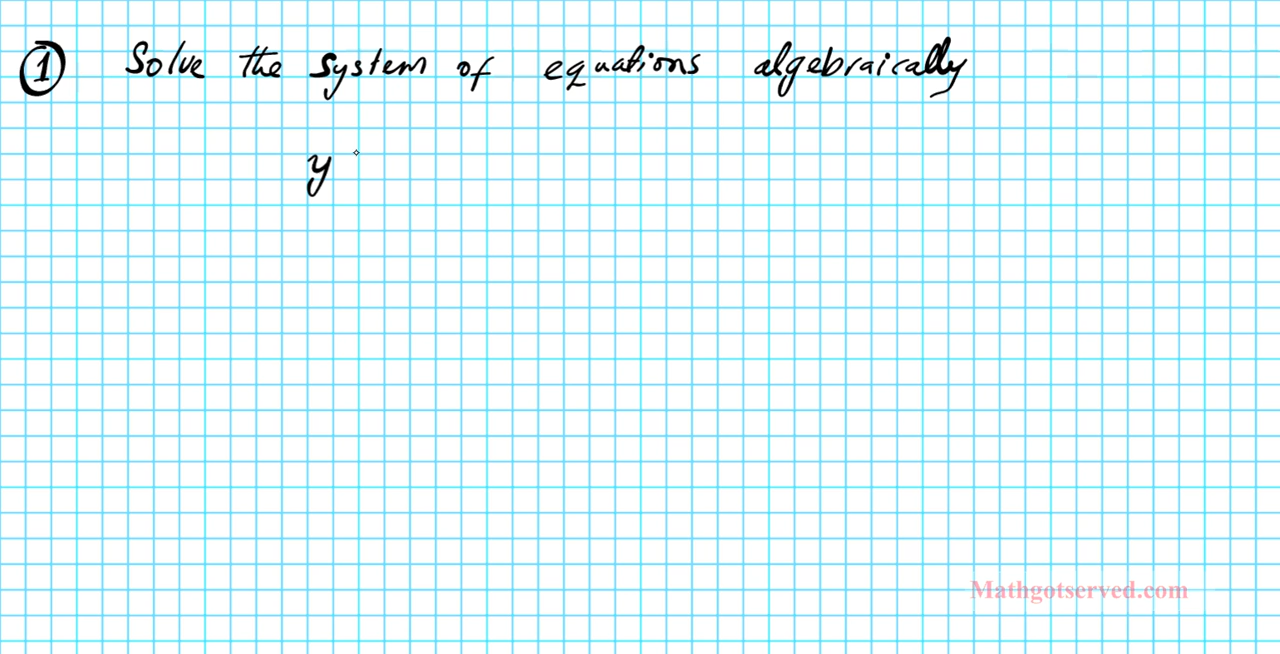 ① Solve the system of equations algebraically
y
Mathgotserved.com